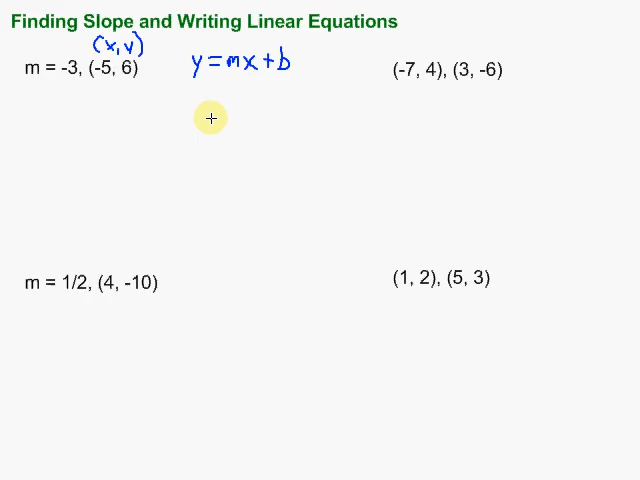 Finding Slope and Writing Linear Equations
(x, y)
m = -3, (-5, 6)
y = mx + b
(-7, 4), (3, -6)
m = 1/2, (4, -10)
(1, 2), (5, 3)